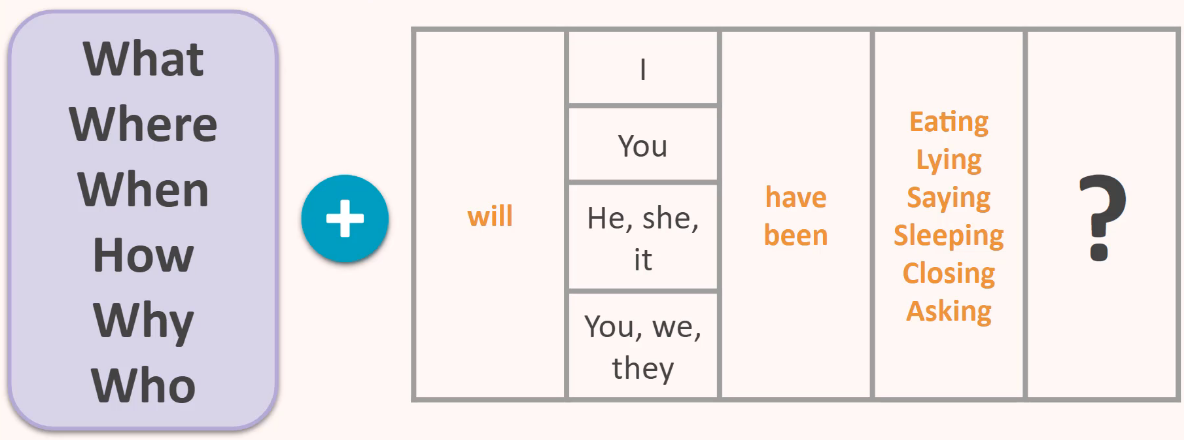 What
Where
When
How
Why
Who
+
will
I
You
He, she,
it
You, we,
they
have
been
Eating
Lying
Saying
Sleeping
Closing
Asking
?